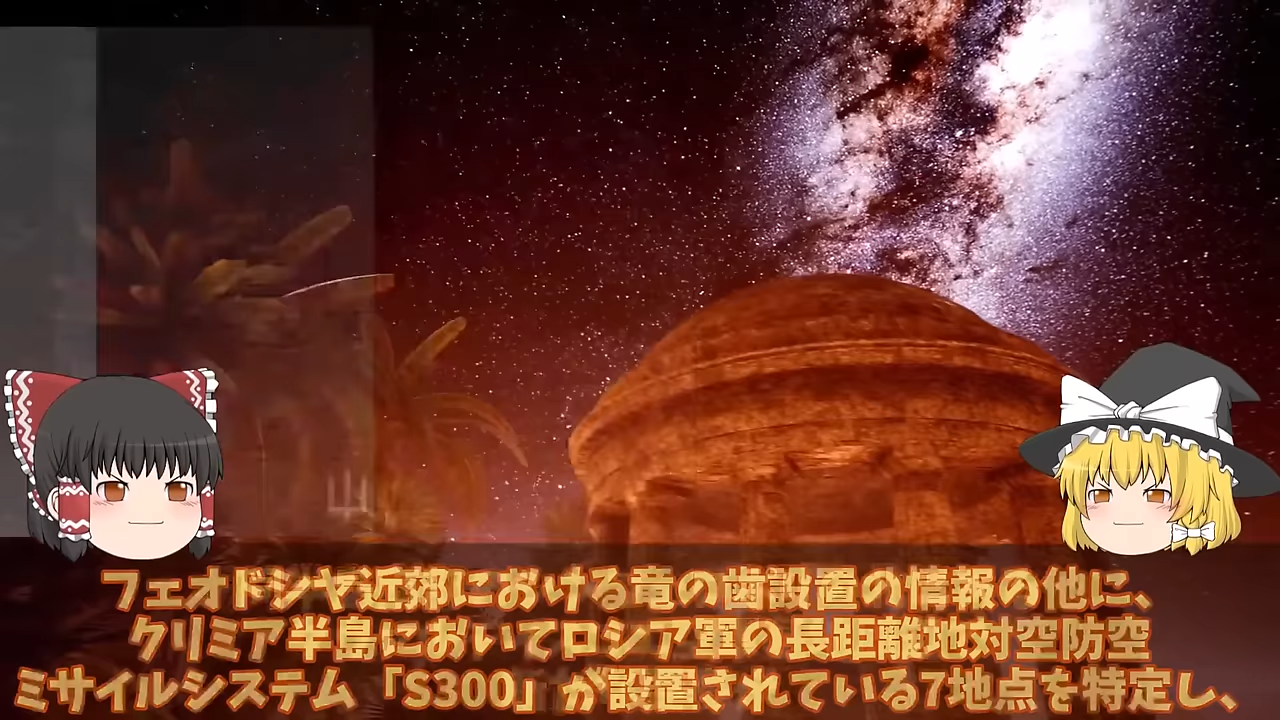 フェオドシヤ近郊における竜の歯設置の情報の他に、
クリミア半島においてロシア軍の長距離地対空防空
ミサイルシステム「S300」が設置されている7地点を特定し、